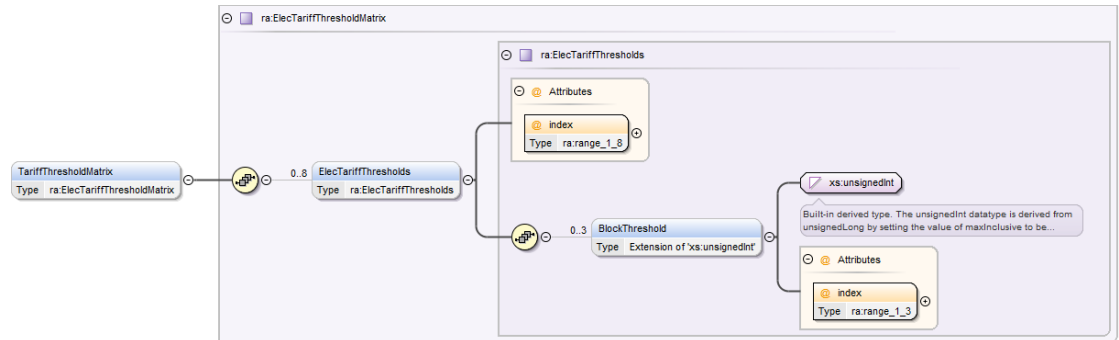 ra:ElecTariffThresholdMatrix
ra:ElecTariffThresholds
@ Attributes
@ index
Type ra:range_1_8
TariffThresholdMatrix
Type ra:ElecTariffThresholdMatrix
0..8
ElecTariffThresholds
Type ra:ElecTariffThresholds
xs:unsignedInt
Built-in derived type. The unsignedInt datatype is derived from
unsignedLong by setting the value of maxInclusive to be...
0..3
BlockThreshold
Type Extension of 'xs:unsignedInt'
@ Attributes
@ index
Type ra:range_1_3